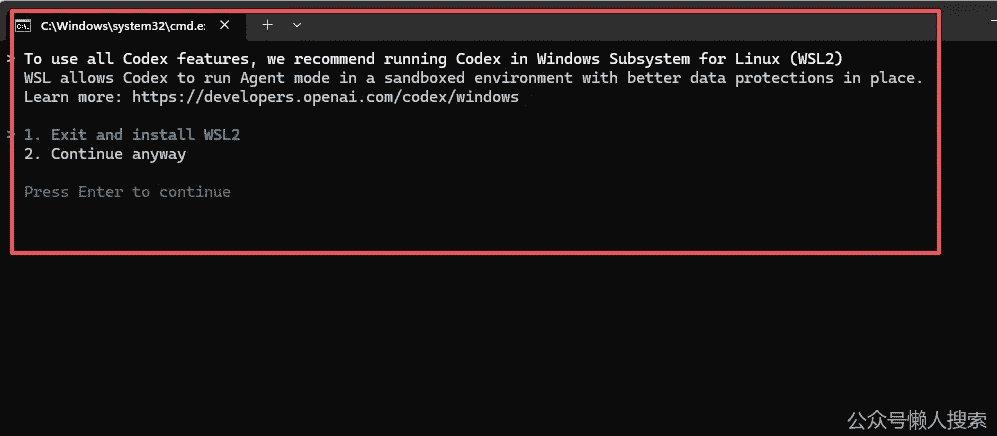 C:\Windows\system32\cmd.e:
> To use all Codex features, we recommend running Codex in Windows Subsystem for Linux (WSL2)
WSL allows Codex to run Agent mode in a sandboxed environment with better data protections in place.
Learn more: https://developers.openai.com/codex/windows
> 1. Exit and install WSL2
2. Continue anyway
Press Enter to continue
公众号懒人搜索